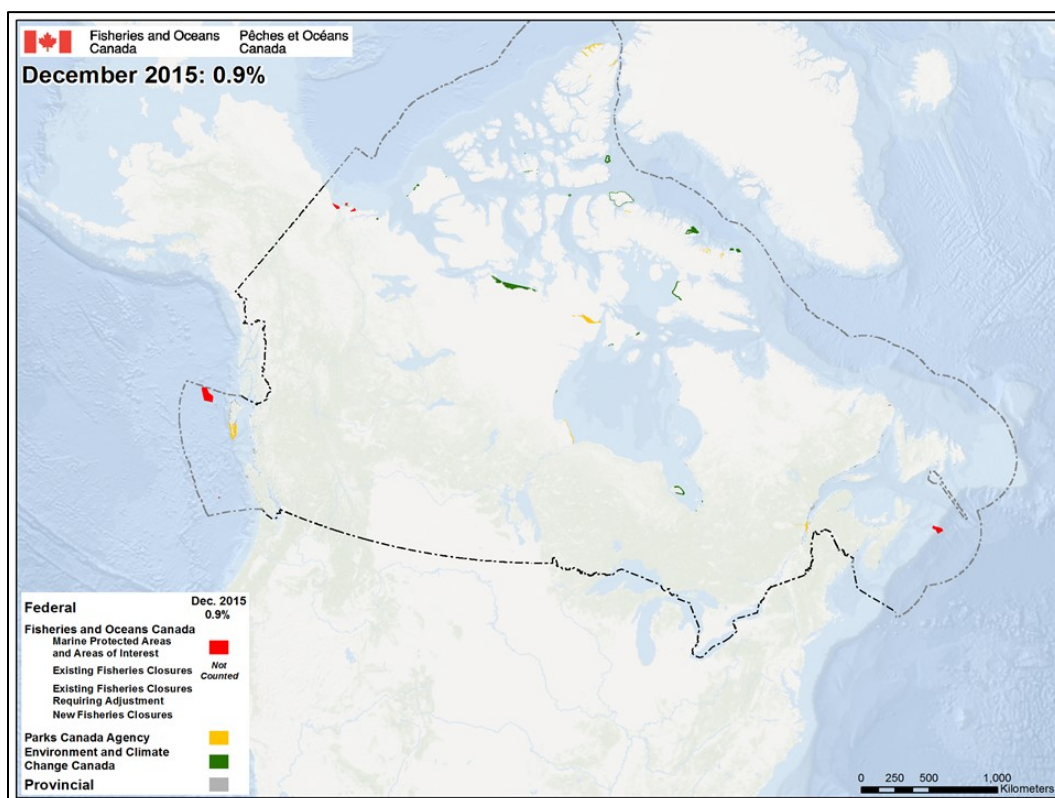 Fisheries and Oceans Pêches et Océans
Canada Canada
December 2015: 0.9%
Federal Dec. 2015
0.9%
Fisheries and Oceans Canada
Marine Protected Areas
and Areas of Interest
Not
Counted
Existing Fisheries Closures
Existing Fisheries Closures
Requiring Adjustment
New Fisheries Closures
Parks Canada Agency
Environment and Climate
Change Canada
Provincial
0 250 500 1,000
Kilometers